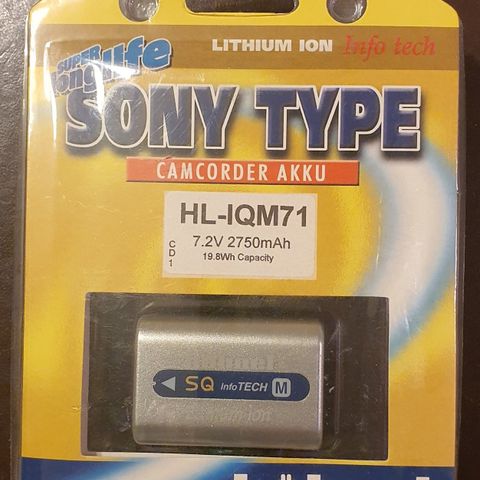 SUPER
longlife
LITHIUM ION Info tech
SONY TYPE
CAMCORDER AKKU
HL-IQM71
7.2V 2750mAh
19.8Wh Capacity
CD1
SQ InfoTECH M